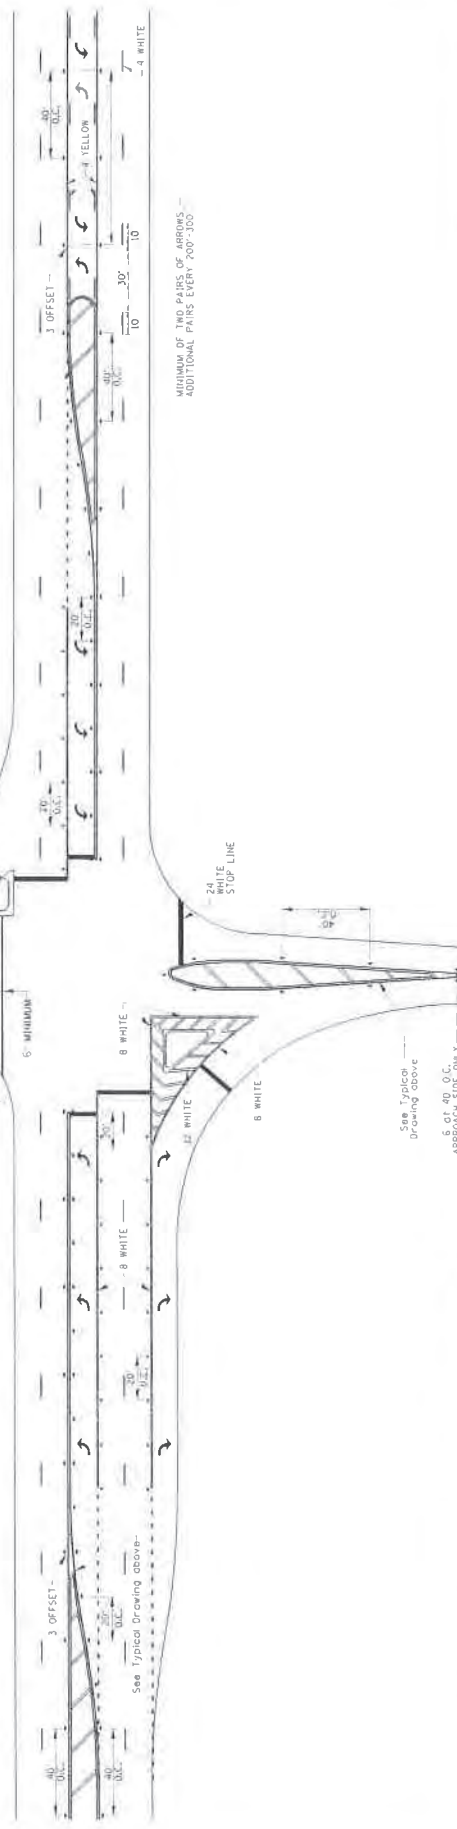 - 4 WHITE
40'
O.C.
- 4 YELLOW
3 OFFSET -
10
30'
10
40'
O.C.
MINIMUM OF TWO PAIRS OF ARROWS -
ADDITIONAL PAIRS EVERY 200'-300'
20'
O.C.
20'
O.C.
- 24
WHITE
STOP LINE
40'
O.C.
6' MINIMUM
8 WHITE -
20'
12 WHITE
8 WHITE
See Typical
Drawing above
6 at 40' O.C.
APPROACH SIDE ONLY
- 8 WHITE
20'
O.C.
3 OFFSET -
20'
O.C.
See Typical Drawing above-
40'
O.C.
40'
O.C.